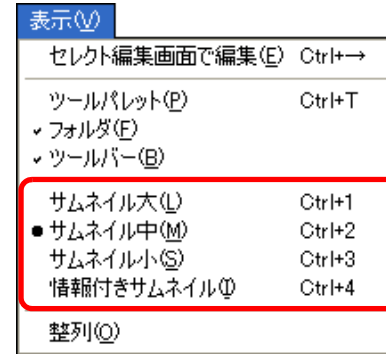 表示(V)
セレクト編集画面で編集(E) Ctrl+→
ツールパレット(P) Ctrl+T
✓ フォルダ(F)
✓ ツールバー(B)
サムネイル大(L) Ctrl+1
● サムネイル中(M) Ctrl+2
サムネイル小(S) Ctrl+3
情報付きサムネイル(I) Ctrl+4
整列(O)